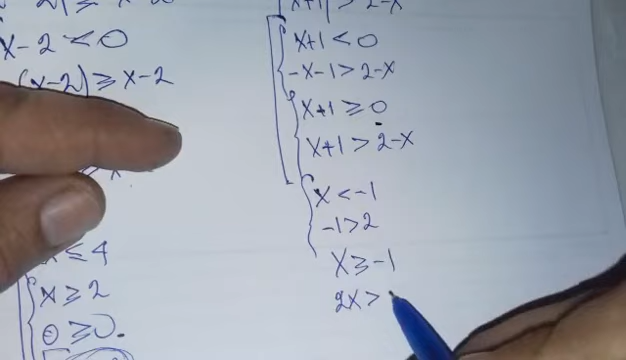 x-2<0
(x-2)≥x-2
x≤4
x≥2
0≥0.
|x+1|>2-x
x+1<0
-x-1>2-x
x+1≥0
x+1>2-x
x<-1
-1>2
x≥-1
2x>